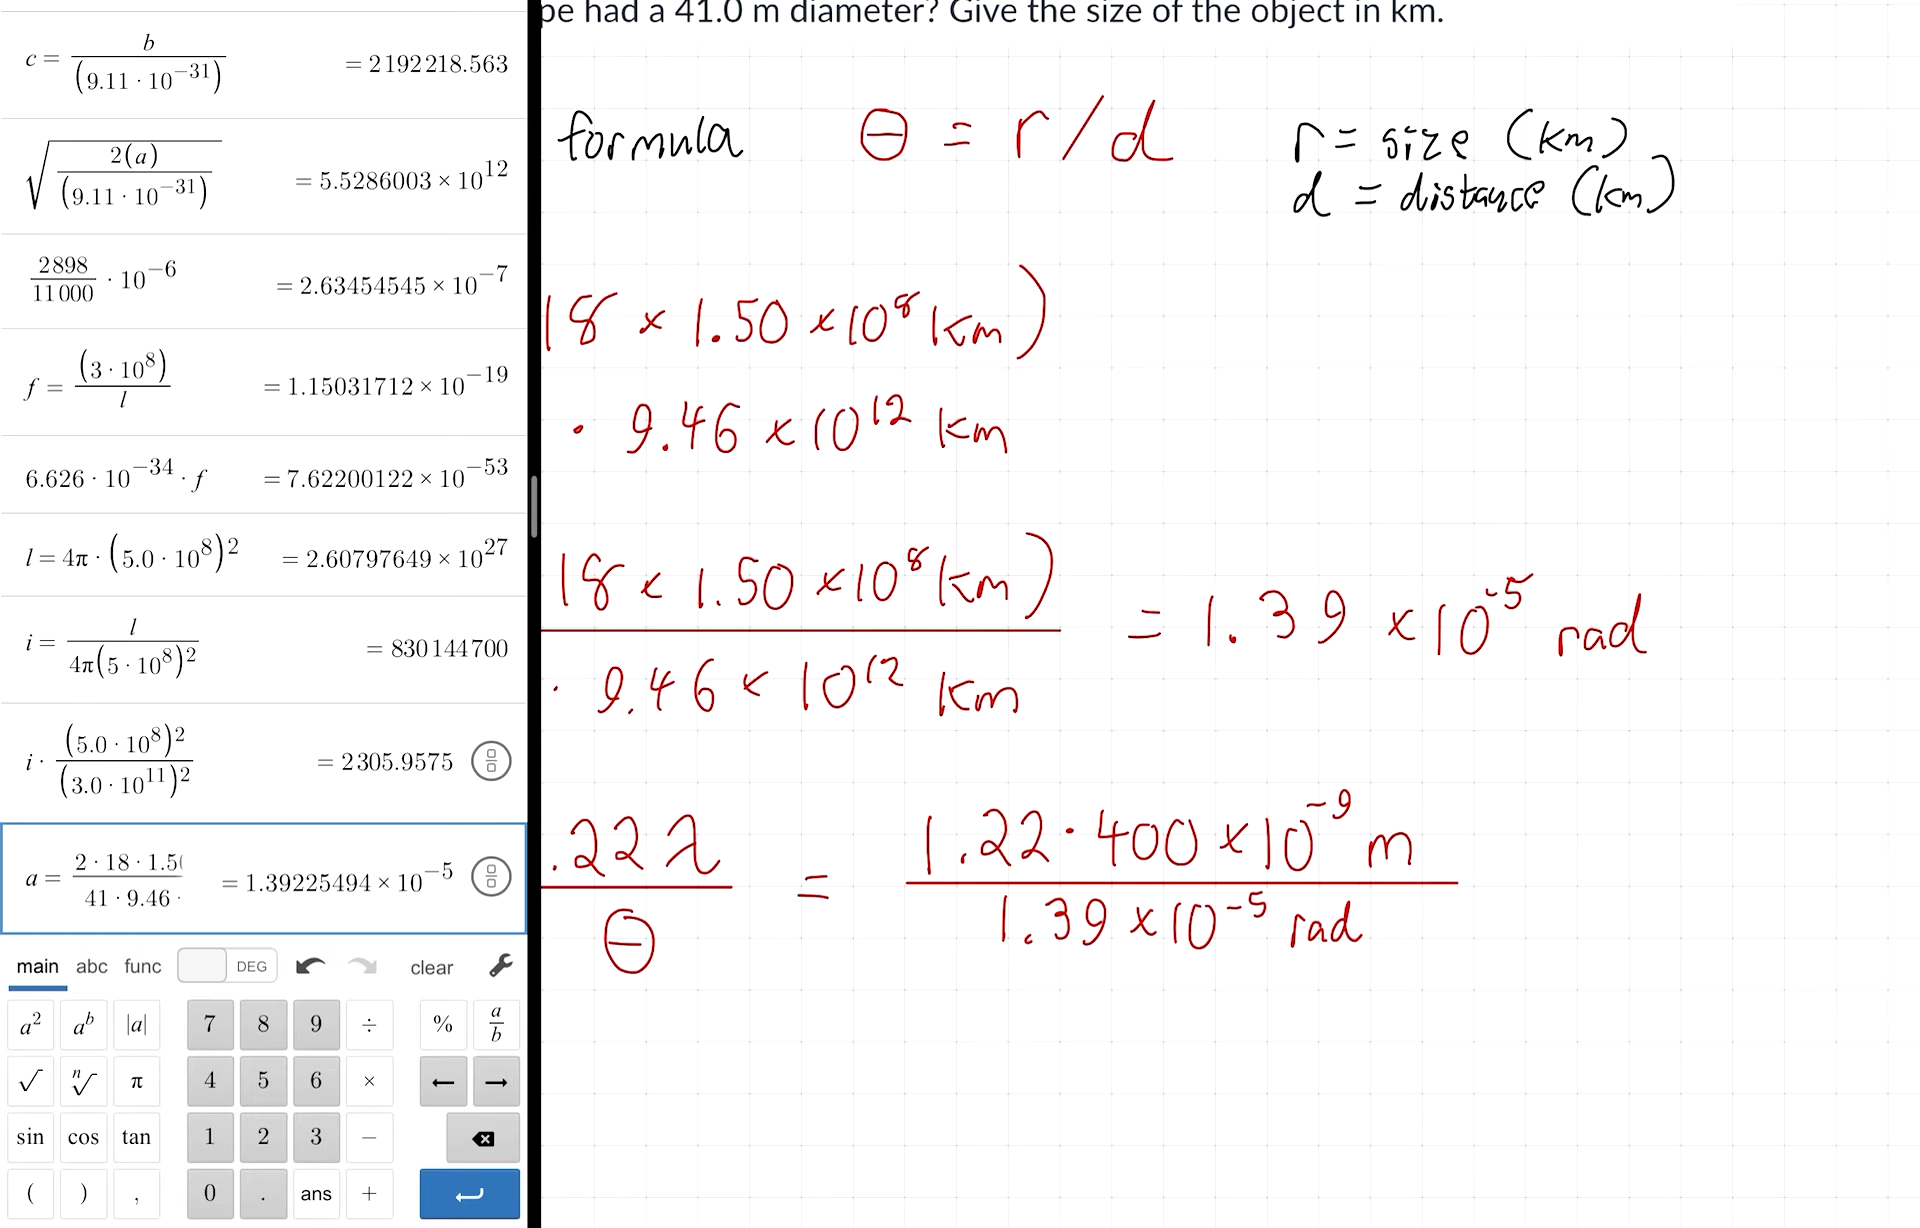 pe had a 41.0 m diameter? Give the size of the object in km.
c = b / (9.11 · 10^−31) = 2192218.563
√(2(a) / (9.11 · 10^−31)) = 5.5286003 × 10^12
2898 / 11000 · 10^−6 = 2.63454545 × 10^−7
f = (3 · 10^8) / l = 1.15031712 × 10^−19
6.626 · 10^−34 · f = 7.62200122 × 10^−53
l = 4π · (5.0 · 10^8)2 = 2.60797649 × 10^27
i = l / 4π(5 · 10^8)2 = 830144700
i · (5.0 · 10^8)2 / (3.0 · 10^11)2 = 2305.9575
a = 2 · 18 · 1.5( / 41 · 9.46 · = 1.39225494 × 10^−5
main abc func DEG clear
a² a^b |a| 7 8 9 ÷ % a/b
√ ⁿ√ π 4 5 6 × ← →
sin cos tan 1 2 3 −
( ) , 0 . ans +
formula θ = r/d
r = size (km)
d = distance (km)
18 × 1.50 × 10^8 km)
· 9.46 × 10^12 km
18 × 1.50 × 10^8 km) / · 9.46 × 10^12 km = 1.39 × 10^-5 rad
.22 λ / θ = 1.22 · 400 × 10^-9 m / 1.39 × 10^-5 rad